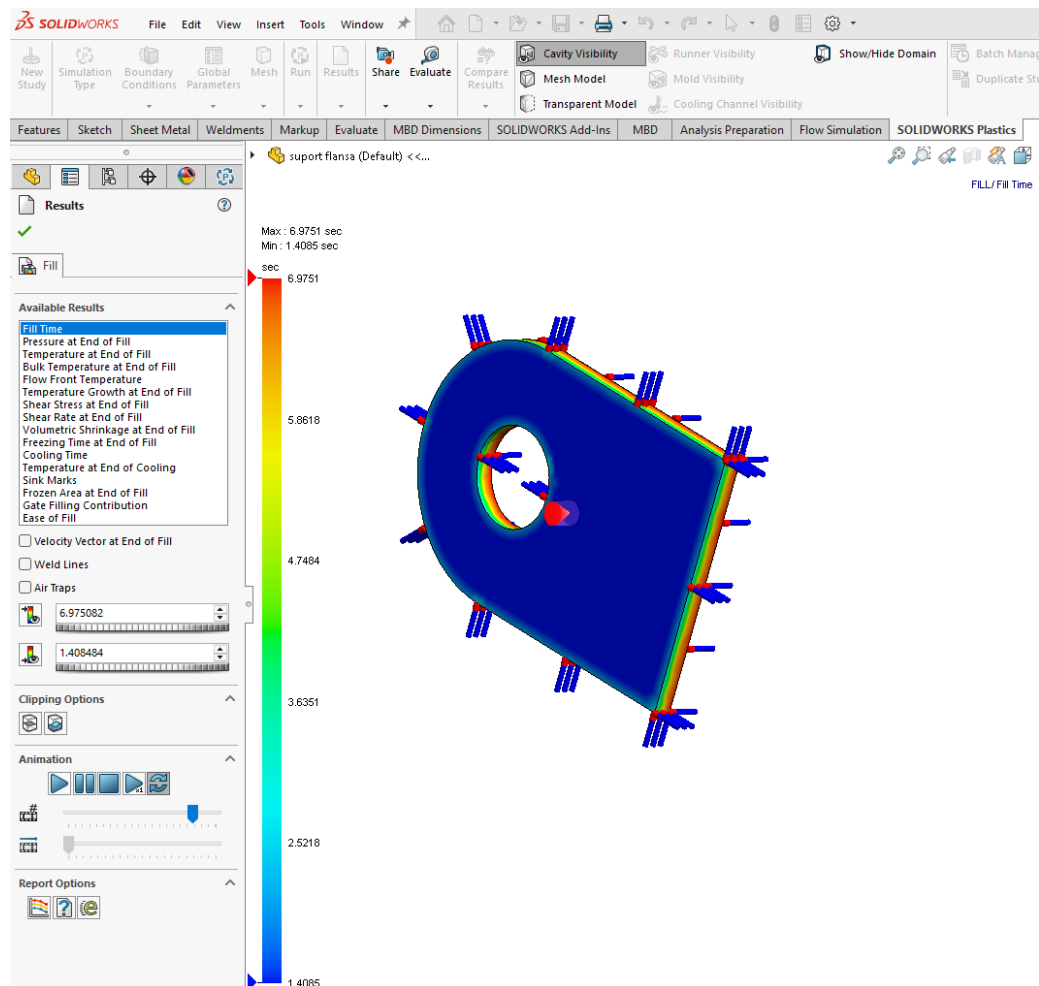 SOLIDWORKS File Edit View Insert Tools Window
New Study
Simulation Type
Boundary Conditions
Global Parameters
Mesh
Run
Results
Share
Evaluate
Compare Results
Cavity Visibility
Mesh Model
Transparent Model
Runner Visibility
Mold Visibility
Cooling Channel Visibility
Show/Hide Domain
Batch Manag
Duplicate Stu
Features Sketch Sheet Metal Weldments Markup Evaluate MBD Dimensions SOLIDWORKS Add-Ins MBD Analysis Preparation Flow Simulation SOLIDWORKS Plastics
suport flansa (Default) <<...
FILL/ Fill Time
Results
Fill
Available Results
Fill Time
Pressure at End of Fill
Temperature at End of Fill
Bulk Temperature at End of Fill
Flow Front Temperature
Temperature Growth at End of Fill
Shear Stress at End of Fill
Shear Rate at End of Fill
Volumetric Shrinkage at End of Fill
Freezing Time at End of Fill
Cooling Time
Temperature at End of Cooling
Sink Marks
Frozen Area at End of Fill
Gate Filling Contribution
Ease of Fill
Velocity Vector at End of Fill
Weld Lines
Air Traps
6.975082
1.408484
Clipping Options
Animation
x1
#
Report Options
Max : 6.9751 sec
Min : 1.4085 sec
sec
6.9751
5.8618
4.7484
3.6351
2.5218
1.4085